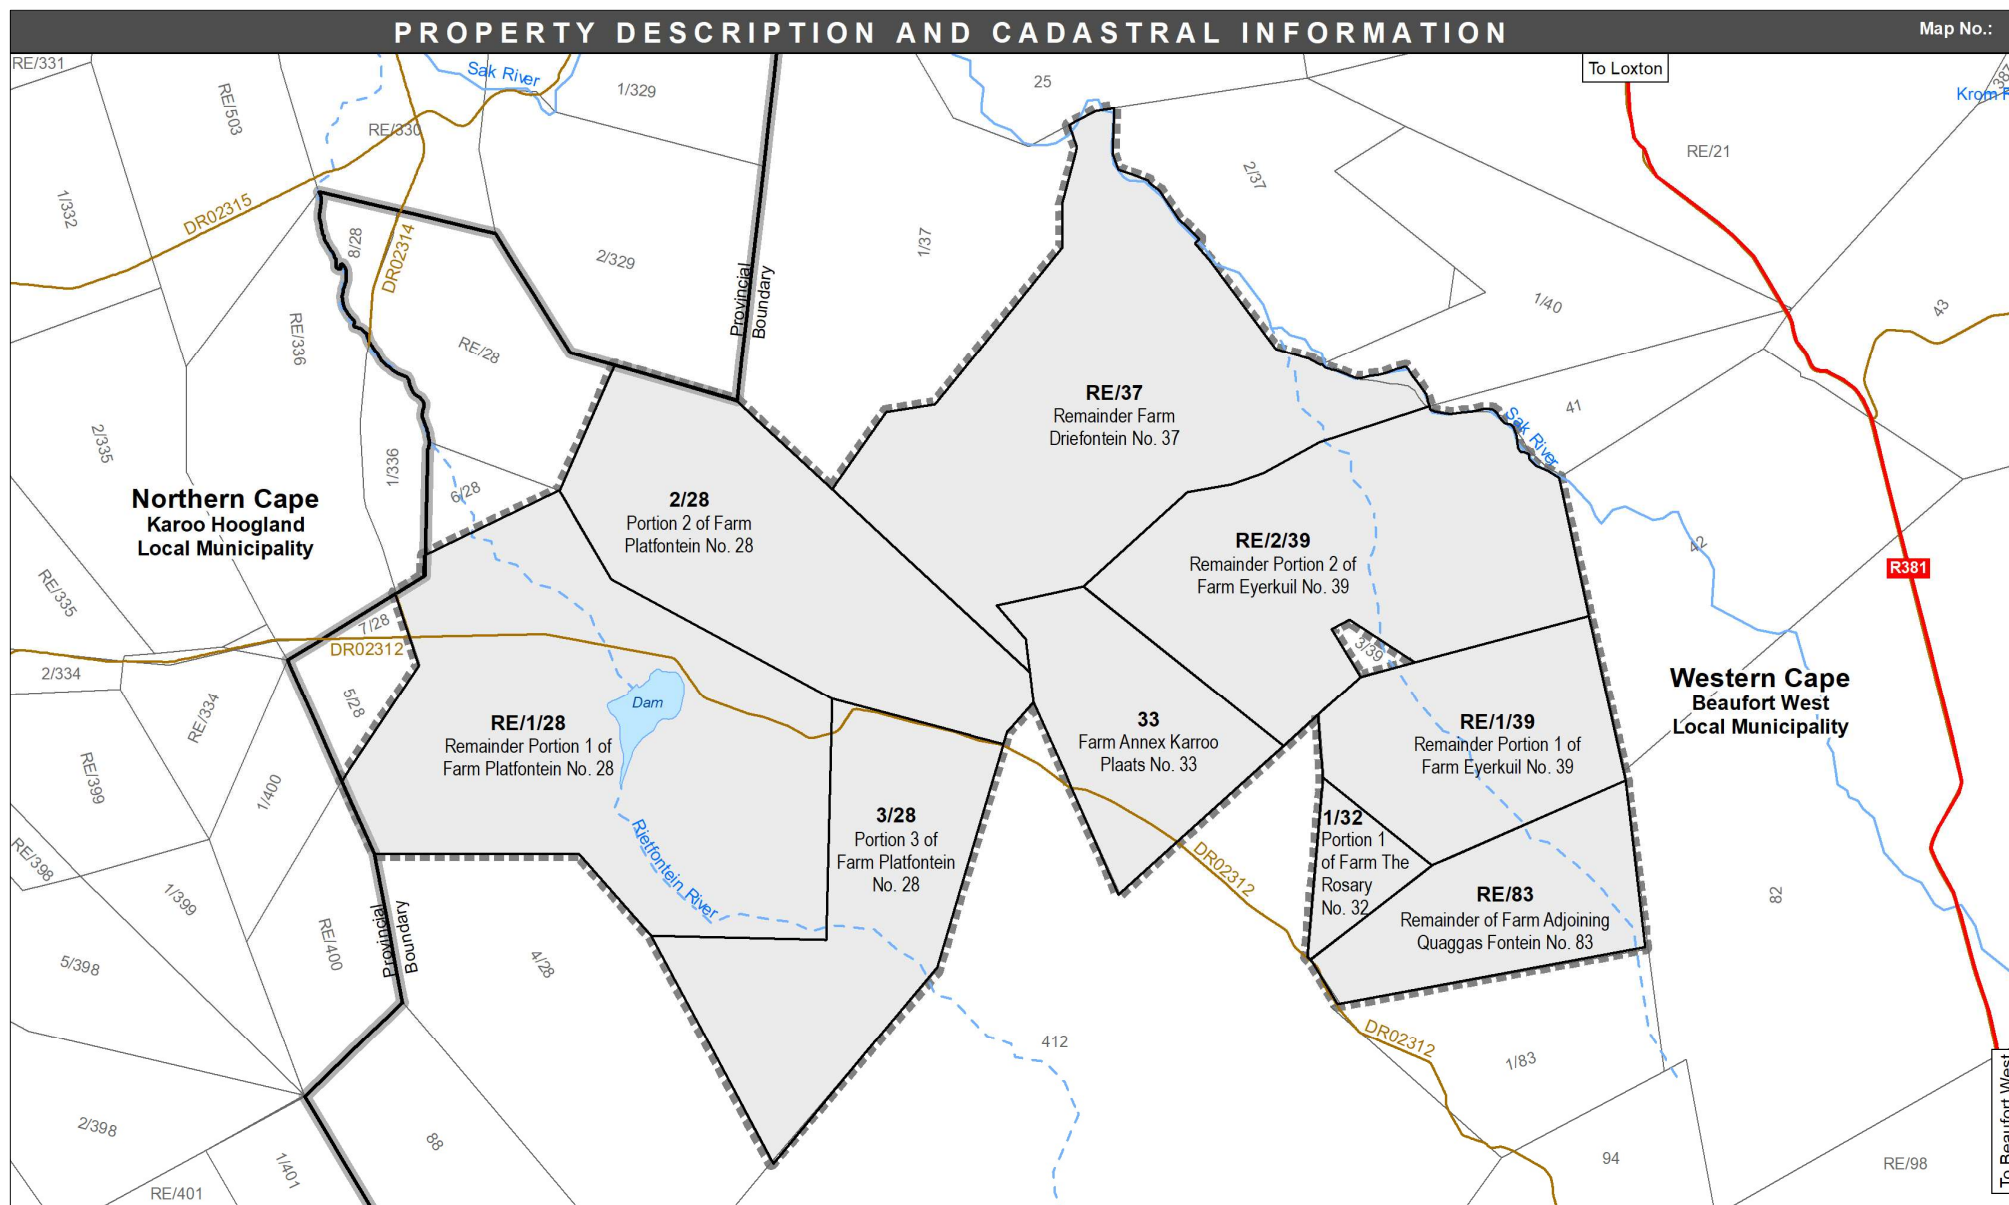 PROPERTY DESCRIPTION AND CADASTRAL INFORMATION
Map No.:
RE/331
RE/503
Sak River
1/329
25
To Loxton
387
Krom
RE/330
RE/21
1/332
DR02315
8/28
DR02314
2/329
Provincial
Boundary
1/37
2/37
1/40
43
RE/336
RE/28
RE/37
Remainder Farm
Driefontein No. 37
41
Sak River
2/335
1/336
6/28
Northern Cape
Karoo Hoogland
Local Municipality
2/28
Portion 2 of Farm
Platfontein No. 28
RE/2/39
Remainder Portion 2 of
Farm Eyerkuil No. 39
42
R381
RE/335
7/28
DR02312
3/39
2/334
5/28
RE/334
Dam
RE/1/28
Remainder Portion 1 of
Farm Platfontein No. 28
33
Farm Annex Karoo
Plaats No. 33
RE/1/39
Remainder Portion 1 of
Farm Eyerkuil No. 39
Western Cape
Beaufort West
Local Municipality
RE/399
1/400
3/28
Portion 3 of
Farm Platfontein
No. 28
1/32
Portion 1
of Farm The
Rosary
No. 32
DR02312
RE/398
1/399
Rietfontein River
RE/83
Remainder of Farm Adjoining
Quaggas Fontein No. 83
82
RE/400
Provincial
Boundary
5/398
4/28
412
DR02312
1/83
To Beaufort West
2/398
88
1/401
RE/401
94
RE/98